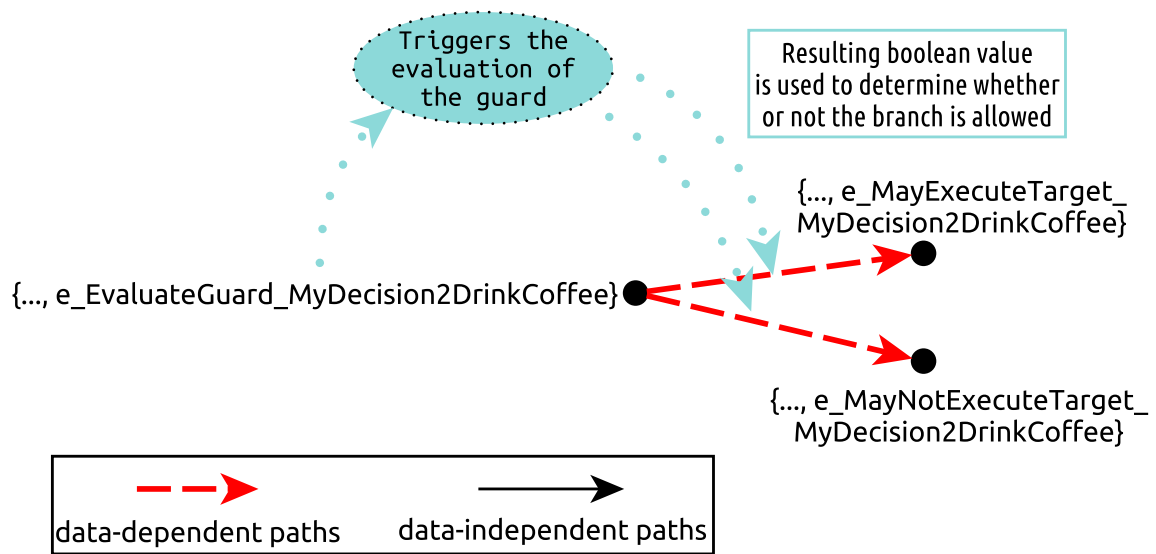 Triggers the
evaluation of
the guard
Resulting boolean value
is used to determine whether
or not the branch is allowed
{..., e_MayExecuteTarget_
MyDecision2DrinkCoffee}
{..., e_EvaluateGuard_MyDecision2DrinkCoffee}
{..., e_MayNotExecuteTarget_
MyDecision2DrinkCoffee}
data-dependent paths
data-independent paths